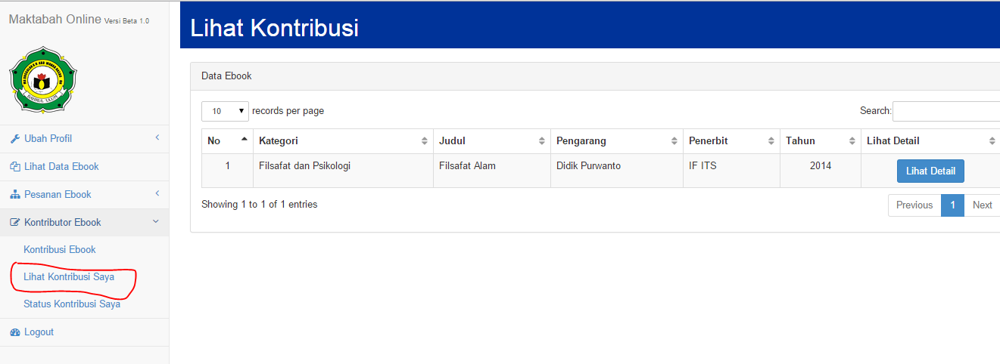 Maktabah Online Versi Beta 1.0
BAHRUL 'ULUM
Ubah Profil
Lihat Data Ebook
Pesanan Ebook
Kontributor Ebook
Kontribusi Ebook
Lihat Kontribusi Saya
Status Kontribusi Saya
Logout
Lihat Kontribusi
Data Ebook
10 records per page
Search:
No Kategori Judul Pengarang Penerbit Tahun Lihat Detail
1 Filsafat dan Psikologi Filsafat Alam Didik Purwanto IF ITS 2014 Lihat Detail
Showing 1 to 1 of 1 entries
Previous 1 Next